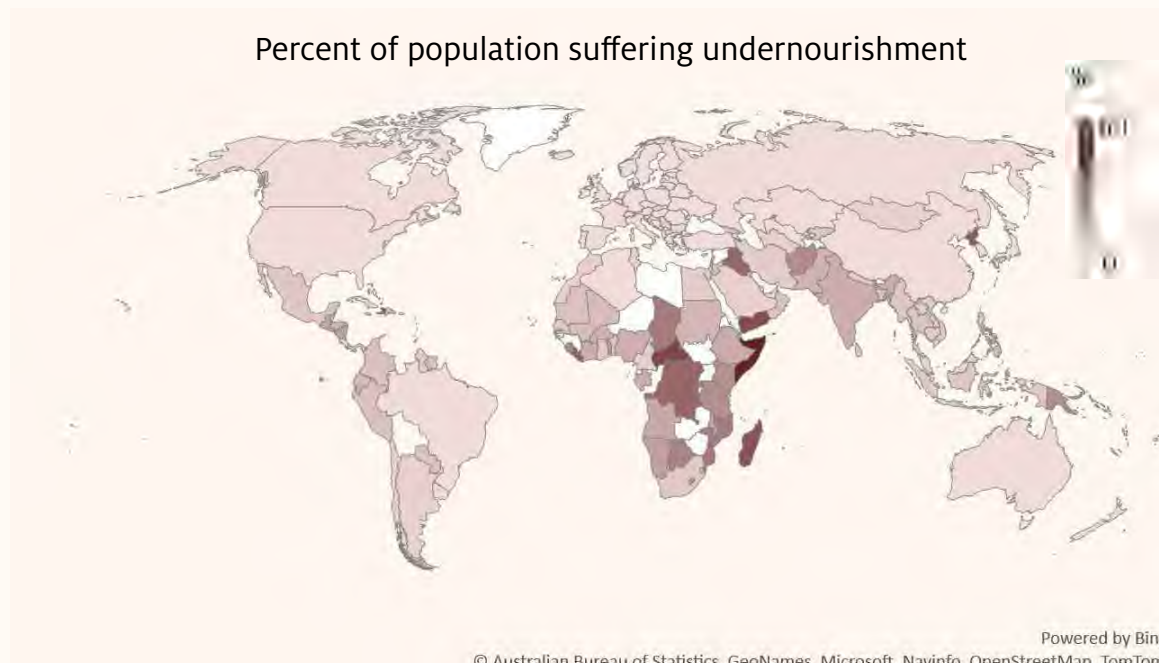 Percent of population suffering undernourishment
%
0
Powered by Bin
© Australian Bureau of Statistics, GeoNames, Microsoft, Navinfo, OpenStreetMap, TomTom